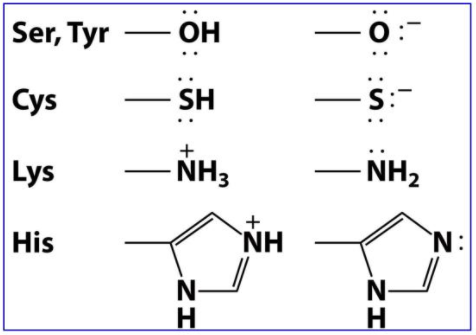 Ser, Tyr — OH — O:⁻
Cys — SH — S:⁻
Lys — NH₃⁺ — NH₂
His NH⁺ N:
N N
H H